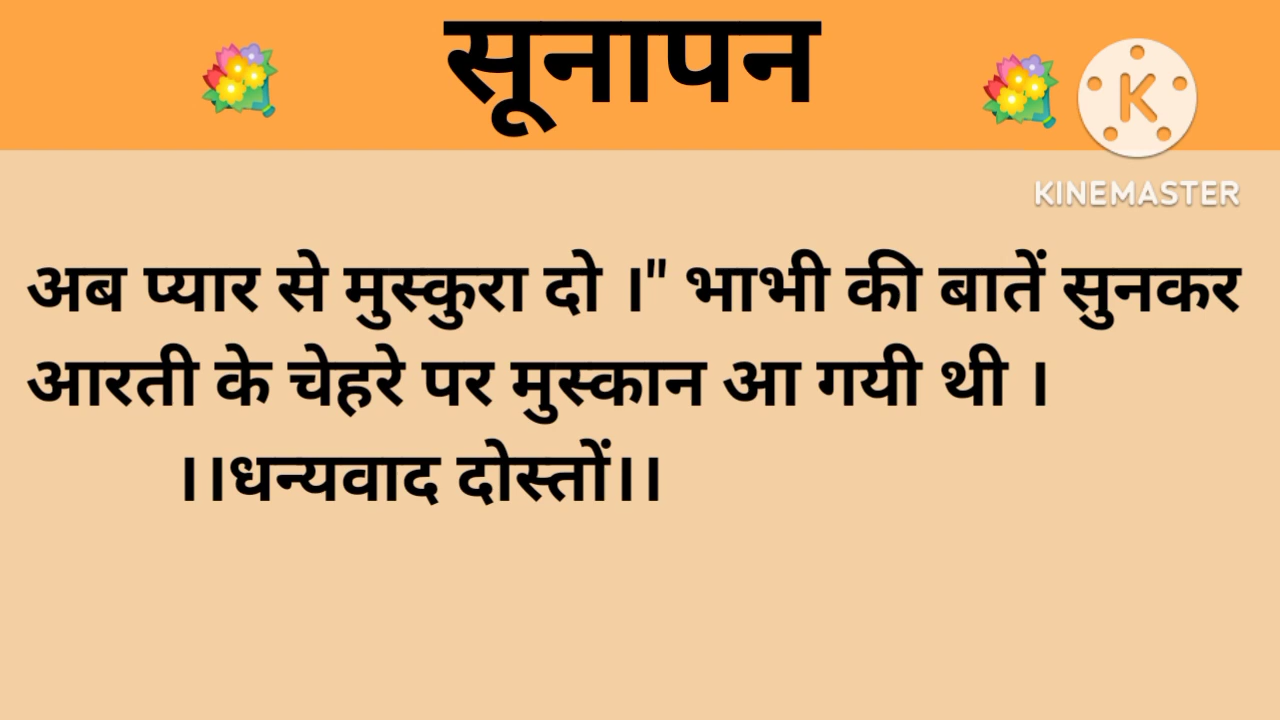 सूनापन
K
KINEMASTER
अब प्यार से मुस्कुरा दो ।" भाभी की बातें सुनकर
आरती के चेहरे पर मुस्कान आ गयी थी ।
।।धन्यवाद दोस्तों।।